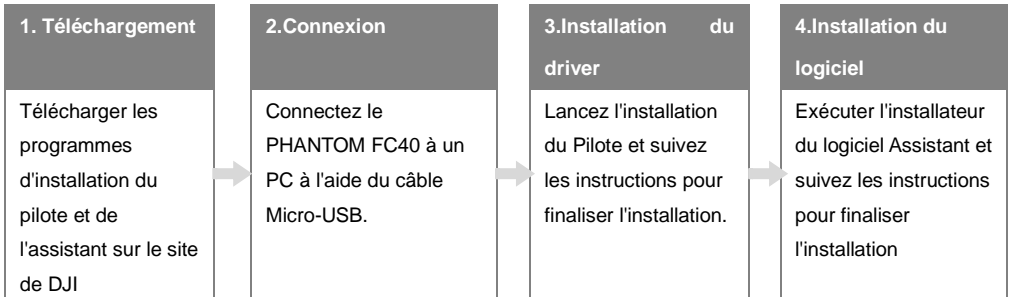 1. Téléchargement
Télécharger les
programmes
d'installation du
pilote et de
l'assistant sur le site
de DJI
2.Connexion
Connectez le
PHANTOM FC40 à un
PC à l'aide du câble
Micro-USB.
3.Installation du
driver
Lancez l'installation
du Pilote et suivez
les instructions pour
finaliser l'installation.
4.Installation du
logiciel
Exécuter l'installateur
du logiciel Assistant et
suivez les instructions
pour finaliser
l'installation